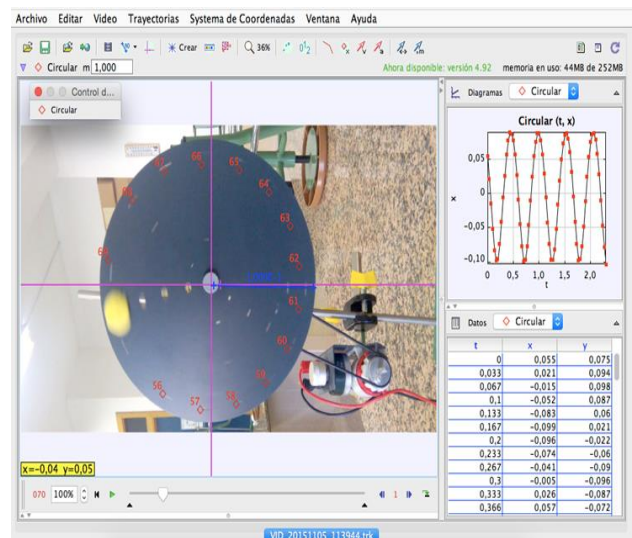 Archivo Editar Video Trayectorias Sistema de Coordenadas Ventana Ayuda
Crear 36%
Circular m 1,000 Ahora disponible: versión 4.92 memoria en uso: 44MB de 252MB
Control d...
Circular
Diagramas Circular
Circular (t, x)
x
0,05
0
-0,05
-0,10
0 0,5 1,0 1,5 2,0
t
66
65
64
63
62
61
60
59
58
57
56
Datos Circular
t x y
0 0,055 0,075
0,033 0,021 0,094
0,067 -0,015 0,098
0,1 -0,052 0,087
0,133 -0,083 0,06
0,167 -0,099 0,021
0,2 -0,096 -0,022
0,233 -0,074 -0,06
0,267 -0,041 -0,09
0,3 -0,005 -0,096
0,333 0,026 -0,087
0,366 0,057 -0,072
x=-0,04 y=0,05
070 100% 1
VID_20151105_113944.trk